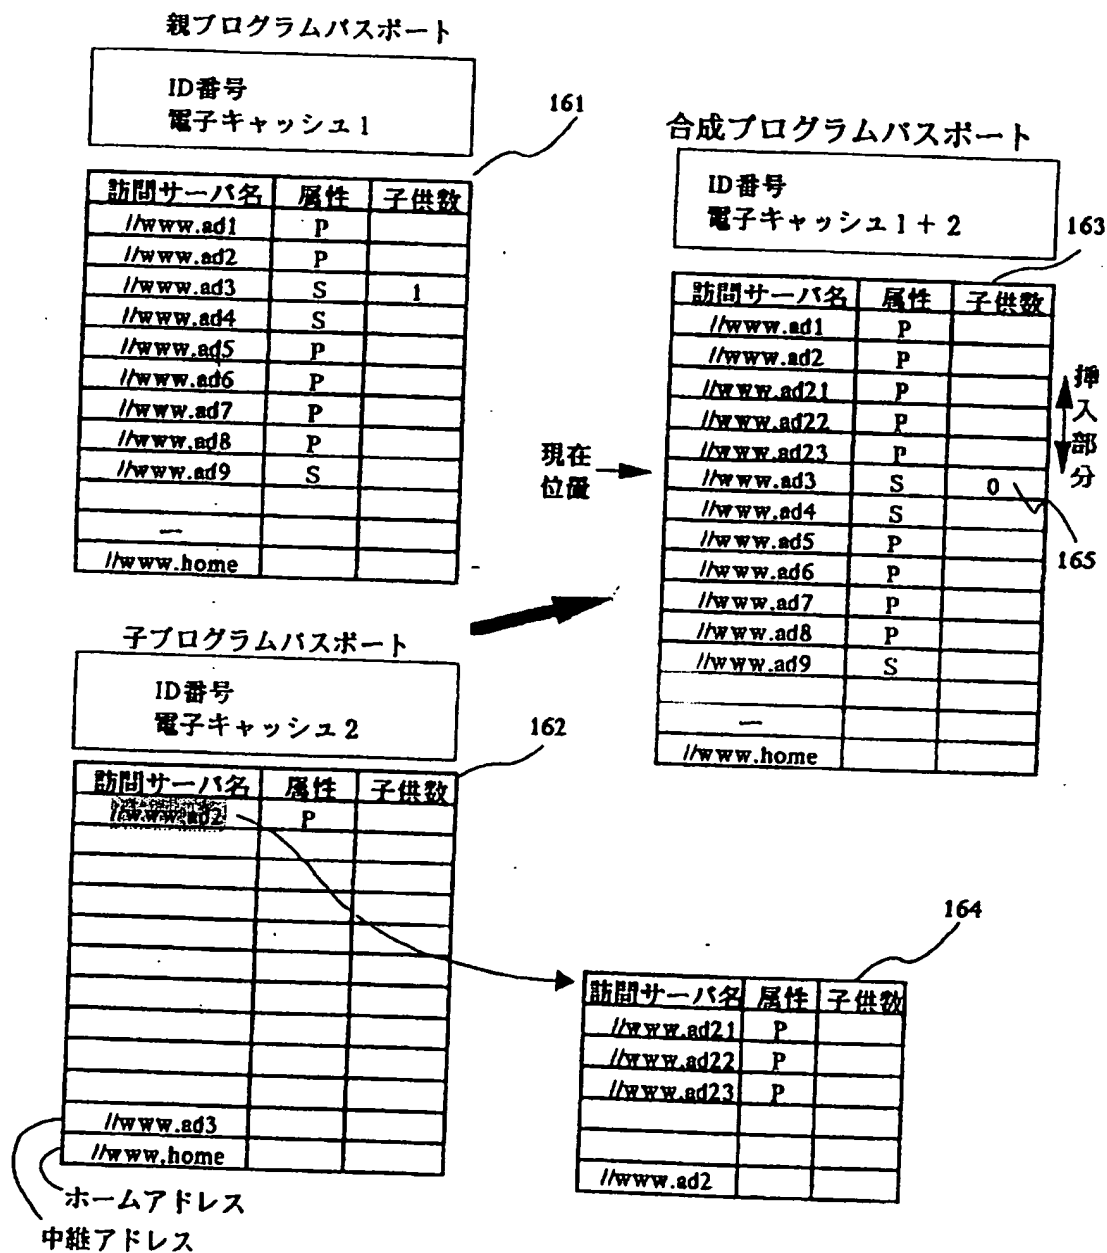 親プログラムパスポート
ID番号
電子キャッシュ1
161
訪問サーバ名 属性 子供数
//www.ad1 P
//www.ad2 P
//www.ad3 S 1
//www.ad4 S
//www.ad5 P
//www.ad6 P
//www.ad7 P
//www.ad8 P
//www.ad9 S
—
//www.home
合成プログラムパスポート
ID番号
電子キャッシュ1+2
163
訪問サーバ名 属性 子供数
//www.ad1 P
//www.ad2 P
//www.ad21 P
//www.ad22 P
//www.ad23 P
//www.ad3 S 0
//www.ad4 S
//www.ad5 P
//www.ad6 P
//www.ad7 P
//www.ad8 P
//www.ad9 S
—
//www.home
挿入部分
現在
位置
165
子プログラムパスポート
ID番号
電子キャッシュ2
162
訪問サーバ名 属性 子供数
//www.ad2 P
//www.ad3
//www.home
ホームアドレス
中継アドレス
164
訪問サーバ名 属性 子供数
//www.ad21 P
//www.ad22 P
//www.ad23 P
//www.ad2